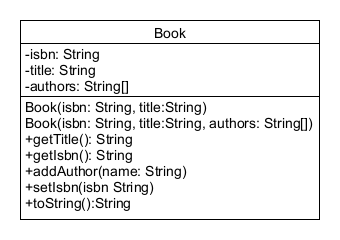 Book
-isbn: String
-title: String
-authors: String[]
Book(isbn: String, title:String)
Book(isbn: String, title:String, authors: String[])
+getTitle(): String
+getIsbn(): String
+addAuthor(name: String)
+setIsbn(isbn String)
+toString():String